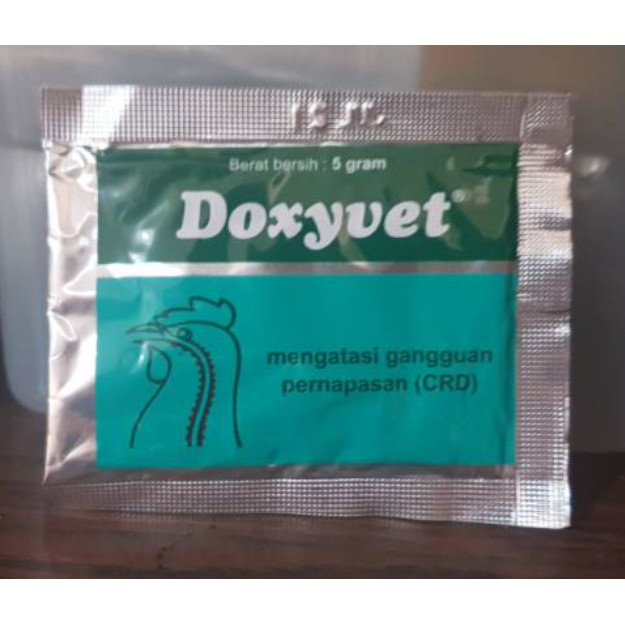 Berat bersih : 5 gram
Doxyvet®
mengatasi gangguan
pernapasan (CRD)